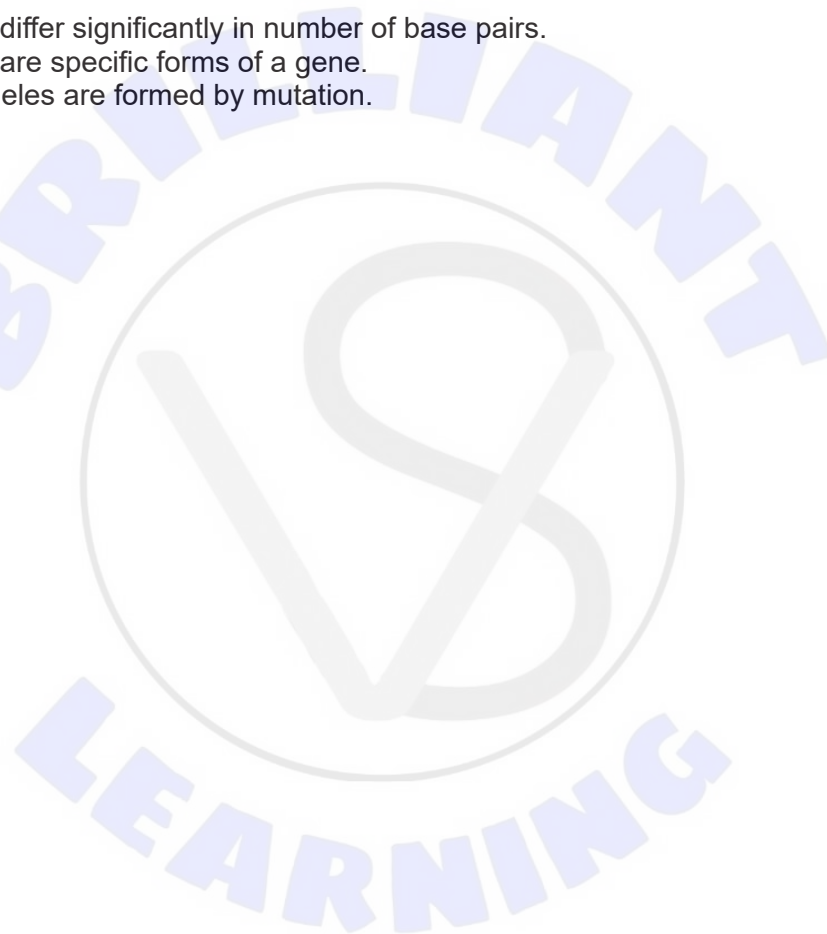 differ significantly in number of base pairs.
are specific forms of a gene.
eles are formed by mutation.
BRILLIANT
VS
LEARNING